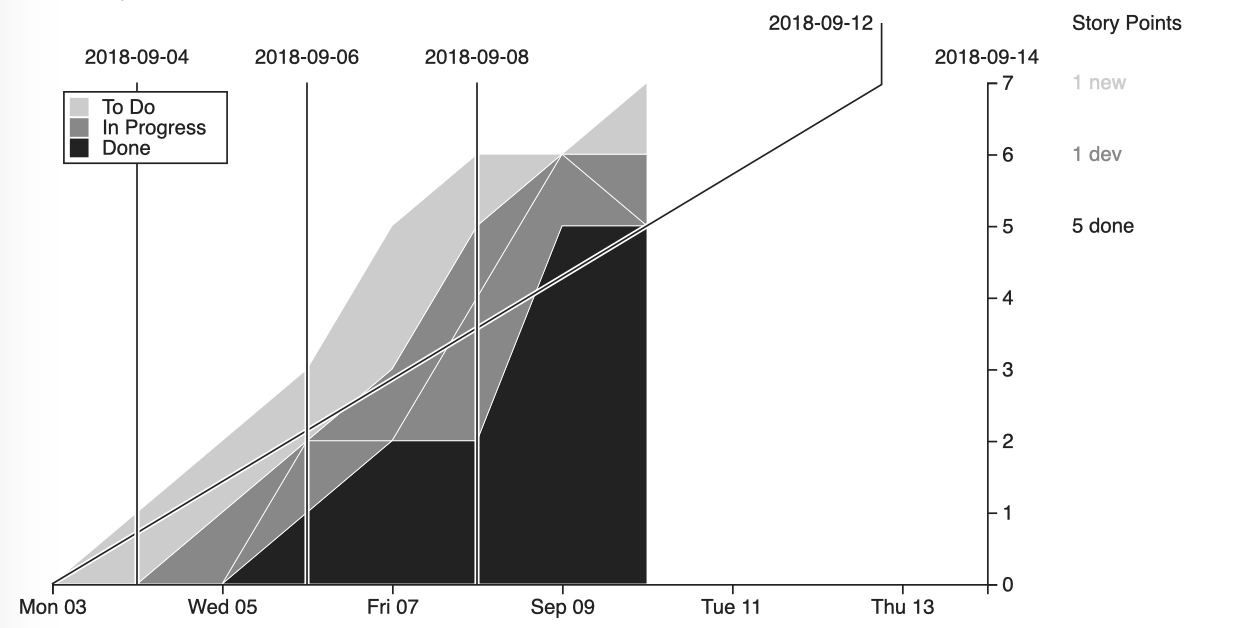 2018-09-12
Story Points
2018-09-04
2018-09-06
2018-09-08
2018-09-14
7
1 new
To Do
In Progress
Done
6
1 dev
5
5 done
4
3
2
1
0
Mon 03
Wed 05
Fri 07
Sep 09
Tue 11
Thu 13